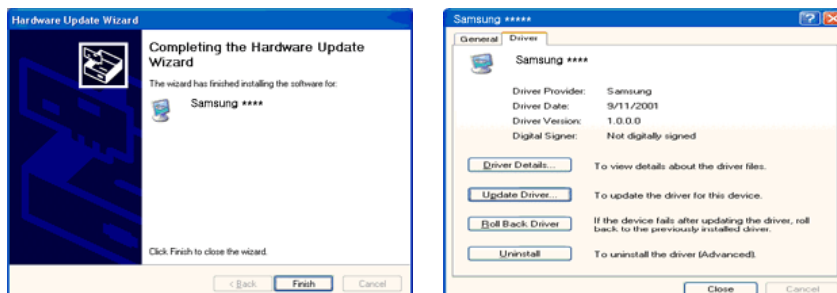 Hardware Update Wizard
Completing the Hardware Update
Wizard
The wizard has finished installing the software for:
Samsung ****
Click Finish to close the wizard.
< Back
Finish
Cancel
Samsung *****
General
Driver
Samsung ****
Driver Provider: Samsung
Driver Date: 9/11/2001
Driver Version: 1.0.0.0
Digital Signer: Not digitally signed
Driver Details...
To view details about the driver files.
Update Driver...
To update the driver for this device.
Roll Back Driver
If the device fails after updating the driver, roll
back to the previously installed driver.
Uninstall
To uninstall the driver (Advanced).
Close
Cancel